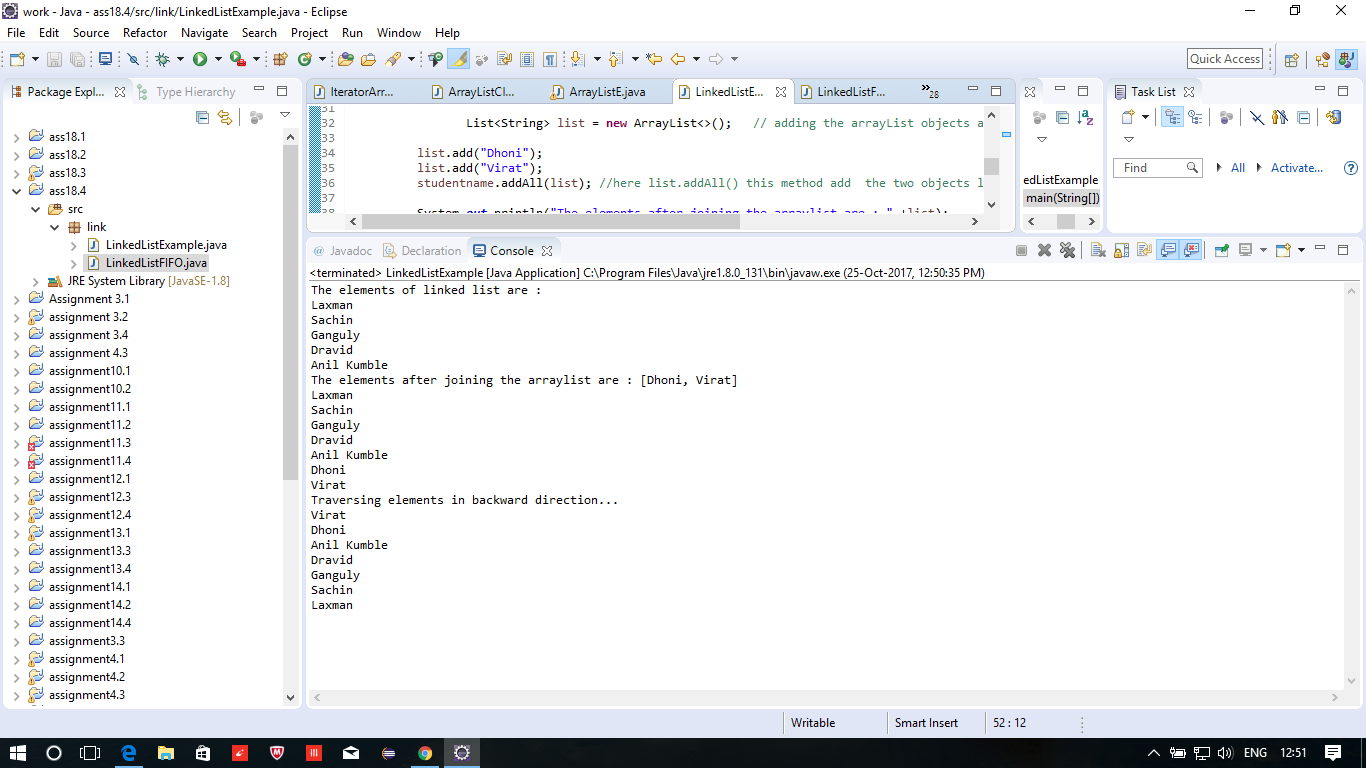 work - Java - ass18.4/src/link/LinkedListExample.java - Eclipse
File Edit Source Refactor Navigate Search Project Run Window Help
Quick Access
Package Expl... Type Hierarchy
ass18.1
ass18.2
ass18.3
ass18.4
src
link
LinkedListExample.java
LinkedListFIFO.java
JRE System Library [JavaSE-1.8]
Assignment 3.1
assignment 3.2
assignment 3.4
assignment 4.3
assignment10.1
assignment10.2
assignment11.1
assignment11.2
assignment11.3
assignment11.4
assignment12.1
assignment12.3
assignment12.4
assignment13.1
assignment13.3
assignment13.4
assignment14.1
assignment14.2
assignment14.4
assignment3.3
assignment4.1
assignment4.2
assignment4.3
IteratorArr... ArrayListCl... ArrayListE.java LinkedListE... LinkedListF... »28
31
32 List<String> list = new ArrayList<>(); // adding the arrayList objects a
33
34 list.add("Dhoni");
35 list.add("Virat");
36 studentname.addAll(list); //here list.addAll() this method add the two objects l
37
38 System.out.println("The elements after joining the arraylist are : " +list);
edListExample
main(String[])
Task List
Find All Activate...
@ Javadoc Declaration Console
<terminated> LinkedListExample [Java Application] C:\Program Files\Java\jre1.8.0_131\bin\javaw.exe (25-Oct-2017, 12:50:35 PM)
The elements of linked list are :
Laxman
Sachin
Ganguly
Dravid
Anil Kumble
The elements after joining the arraylist are : [Dhoni, Virat]
Laxman
Sachin
Ganguly
Dravid
Anil Kumble
Dhoni
Virat
Traversing elements in backward direction...
Virat
Dhoni
Anil Kumble
Dravid
Ganguly
Sachin
Laxman
Writable Smart Insert 52 : 12
ENG 12:51